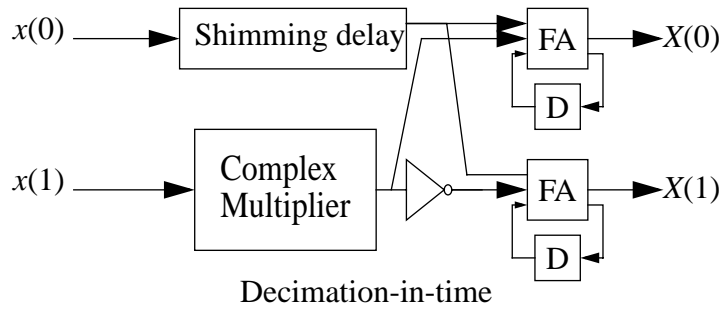 x(0)
Shimming delay
FA
X(0)
D
x(1)
Complex
Multiplier
FA
X(1)
D
Decimation-in-time